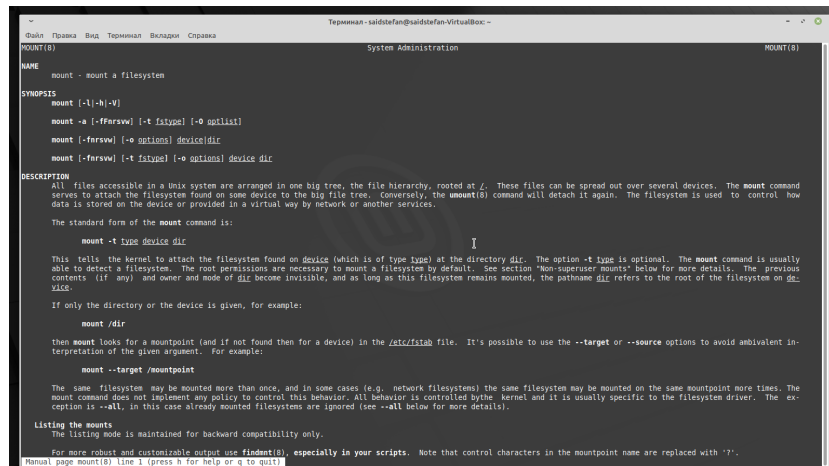 Терминал - saidstefan@saidstefan-VirtualBox: ~
Файл Правка Вид Терминал Вкладки Справка
MOUNT(8) System Administration MOUNT(8)
NAME
mount - mount a filesystem
SYNOPSIS
mount [-l|-h|-V]
mount -a [-fFnrsvw] [-t fstype] [-O optlist]
mount [-fnrsvw] [-o options] device|dir
mount [-fnrsvw] [-t fstype] [-o options] device dir
DESCRIPTION
All files accessible in a Unix system are arranged in one big tree, the file hierarchy, rooted at /. These files can be spread out over several devices. The mount command
serves to attach the filesystem found on some device to the big file tree. Conversely, the umount(8) command will detach it again. The filesystem is used to control how
data is stored on the device or provided in a virtual way by network or another services.
The standard form of the mount command is:
mount -t type device dir
This tells the kernel to attach the filesystem found on device (which is of type type) at the directory dir. The option -t type is optional. The mount command is usually
able to detect a filesystem. The root permissions are necessary to mount a filesystem by default. See section "Non-superuser mounts" below for more details. The previous
contents (if any) and owner and mode of dir become invisible, and as long as this filesystem remains mounted, the pathname dir refers to the root of the filesystem on de-
vice.
If only the directory or the device is given, for example:
mount /dir
then mount looks for a mountpoint (and if not found then for a device) in the /etc/fstab file. It's possible to use the --target or --source options to avoid ambivalent in-
terpretation of the given argument. For example:
mount --target /mountpoint
The same filesystem may be mounted more than once, and in some cases (e.g. network filesystems) the same filesystem may be mounted on the same mountpoint more times. The
mount command does not implement any policy to control this behavior. All behavior is controlled bythe kernel and it is usually specific to the filesystem driver. The ex-
ception is --all, in this case already mounted filesystems are ignored (see --all below for more details).
Listing the mounts
The listing mode is maintained for backward compatibility only.
For more robust and customizable output use findmnt(8), especially in your scripts. Note that control characters in the mountpoint name are replaced with '?'.
Manual page mount(8) line 1 (press h for help or q to quit)